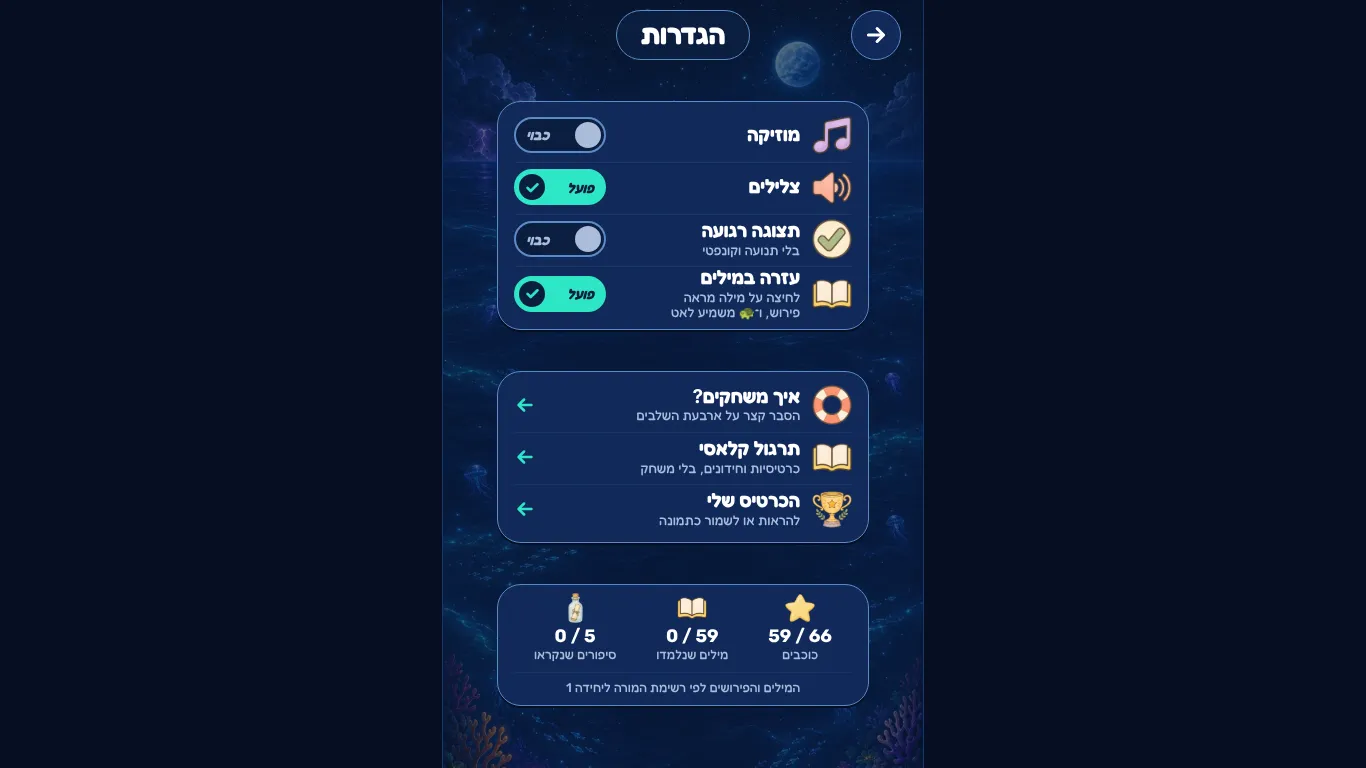 הגדרות
מוזיקה
כבוי
צלילים
פועל
תצוגה רגועה
בלי תנועה וקונפטי
כבוי
עזרה במילים
לחיצה על מילה מראה
פירוש, ו־🐢 משמיע לאט
פועל
איך משחקים?
הסבר קצר על ארבעת השלבים
תרגול קלאסי
כרטיסיות וחידונים, בלי משחק
הכרטיס שלי
להראות או לשמור כתמונה
59 / 66
כוכבים
0 / 59
מילים שנלמדו
0 / 5
סיפורים שנקראו
המילים והפירושים לפי רשימת המורה ליחידה 1